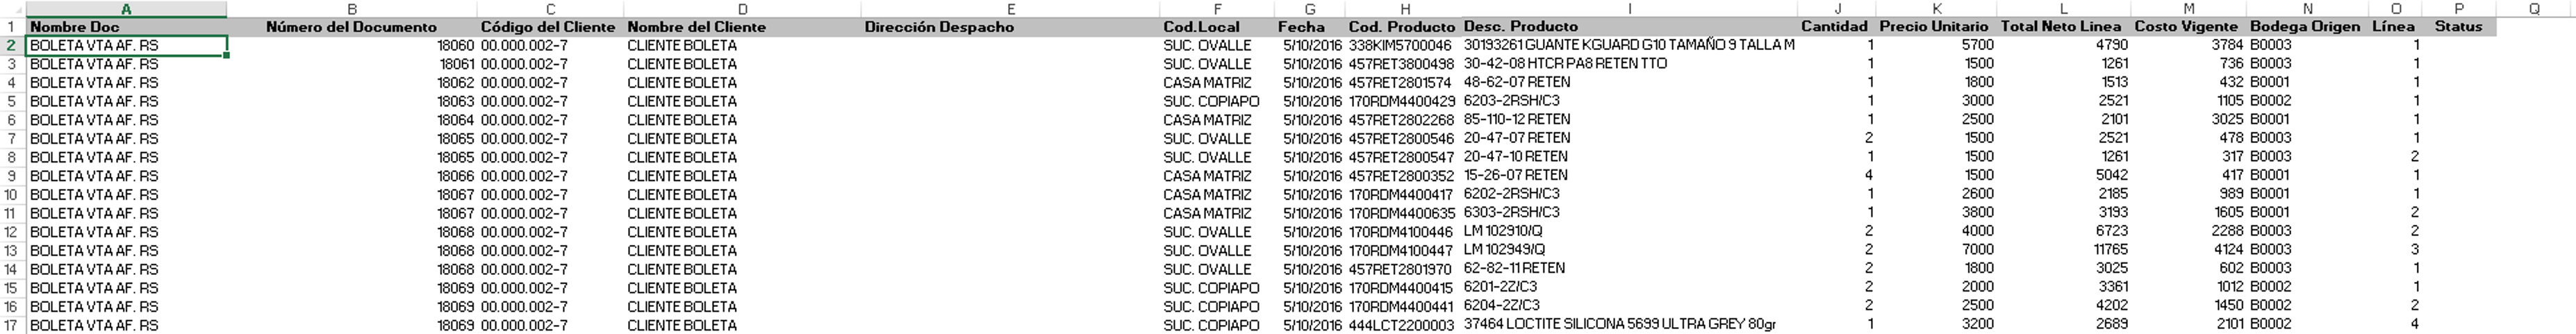 A B C D E F G H I J K L M N O P Q
1 Nombre Doc Número del Documento Código del Cliente Nombre del Cliente Dirección Despacho Cod.Local Fecha Cod. Producto Desc. Producto Cantidad Precio Unitario Total Neto Linea Costo Vigente Bodega Origen Línea Status
2 BOLETA VTA AF. RS 18060 00.000.002-7 CLIENTE BOLETA SUC. OVALLE 5/10/2016 338KIM5700046 30193261 GUANTE KGUARD G10 TAMAÑO 9 TALLA M 1 5700 4790 3784 B0003 1
3 BOLETA VTA AF. RS 18061 00.000.002-7 CLIENTE BOLETA SUC. OVALLE 5/10/2016 457RET3800498 30-42-08 HTCR PA8 RETEN TTO 1 1500 1261 736 B0003 1
4 BOLETA VTA AF. RS 18062 00.000.002-7 CLIENTE BOLETA CASA MATRIZ 5/10/2016 457RET2801574 48-62-07 RETEN 1 1800 1513 432 B0001 1
5 BOLETA VTA AF. RS 18063 00.000.002-7 CLIENTE BOLETA SUC. COPIAPO 5/10/2016 170RDM4400429 6203-2RSH/C3 1 3000 2521 1105 B0002 1
6 BOLETA VTA AF. RS 18064 00.000.002-7 CLIENTE BOLETA CASA MATRIZ 5/10/2016 457RET2802268 85-110-12 RETEN 1 2500 2101 3025 B0001 1
7 BOLETA VTA AF. RS 18065 00.000.002-7 CLIENTE BOLETA SUC. OVALLE 5/10/2016 457RET2800546 20-47-07 RETEN 2 1500 2521 478 B0003 1
8 BOLETA VTA AF. RS 18065 00.000.002-7 CLIENTE BOLETA SUC. OVALLE 5/10/2016 457RET2800547 20-47-10 RETEN 1 1500 1261 317 B0003 2
9 BOLETA VTA AF. RS 18066 00.000.002-7 CLIENTE BOLETA CASA MATRIZ 5/10/2016 457RET2800352 15-26-07 RETEN 4 1500 5042 417 B0001 1
10 BOLETA VTA AF. RS 18067 00.000.002-7 CLIENTE BOLETA CASA MATRIZ 5/10/2016 170RDM4400417 6202-2RSH/C3 1 2600 2185 989 B0001 1
11 BOLETA VTA AF. RS 18067 00.000.002-7 CLIENTE BOLETA CASA MATRIZ 5/10/2016 170RDM4400635 6303-2RSH/C3 1 3800 3193 1605 B0001 2
12 BOLETA VTA AF. RS 18068 00.000.002-7 CLIENTE BOLETA SUC. OVALLE 5/10/2016 170RDM4100446 LM 102910/Q 2 4000 6723 2288 B0003 2
13 BOLETA VTA AF. RS 18068 00.000.002-7 CLIENTE BOLETA SUC. OVALLE 5/10/2016 170RDM4100447 LM 102949/Q 2 7000 11765 4124 B0003 3
14 BOLETA VTA AF. RS 18068 00.000.002-7 CLIENTE BOLETA SUC. OVALLE 5/10/2016 457RET2801970 62-82-11 RETEN 2 1800 3025 602 B0003 1
15 BOLETA VTA AF. RS 18069 00.000.002-7 CLIENTE BOLETA SUC. COPIAPO 5/10/2016 170RDM4400415 6201-2Z/C3 2 2000 3361 1012 B0002 1
16 BOLETA VTA AF. RS 18069 00.000.002-7 CLIENTE BOLETA SUC. COPIAPO 5/10/2016 170RDM4400441 6204-2Z/C3 2 2500 4202 1450 B0002 2
17 BOLETA VTA AF. RS 18069 00.000.002-7 CLIENTE BOLETA SUC. COPIAPO 5/10/2016 444LCT2200003 37464 LOCTITE SILICONA 5699 ULTRA GREY 80gr 1 3200 2689 2101 B0002 4